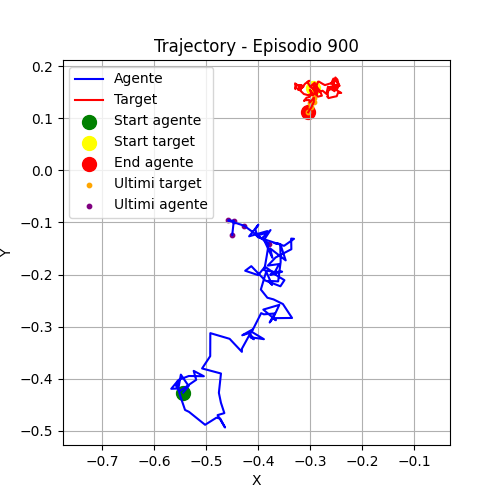 Trajectory - Episodio 900
Agente
Target
Start agente
Start target
End agente
Ultimi target
Ultimi agente
0.2
0.1
0.0
−0.1
−0.2
−0.3
−0.4
−0.5
Y
−0.7
−0.6
−0.5
−0.4
−0.3
−0.2
−0.1
X